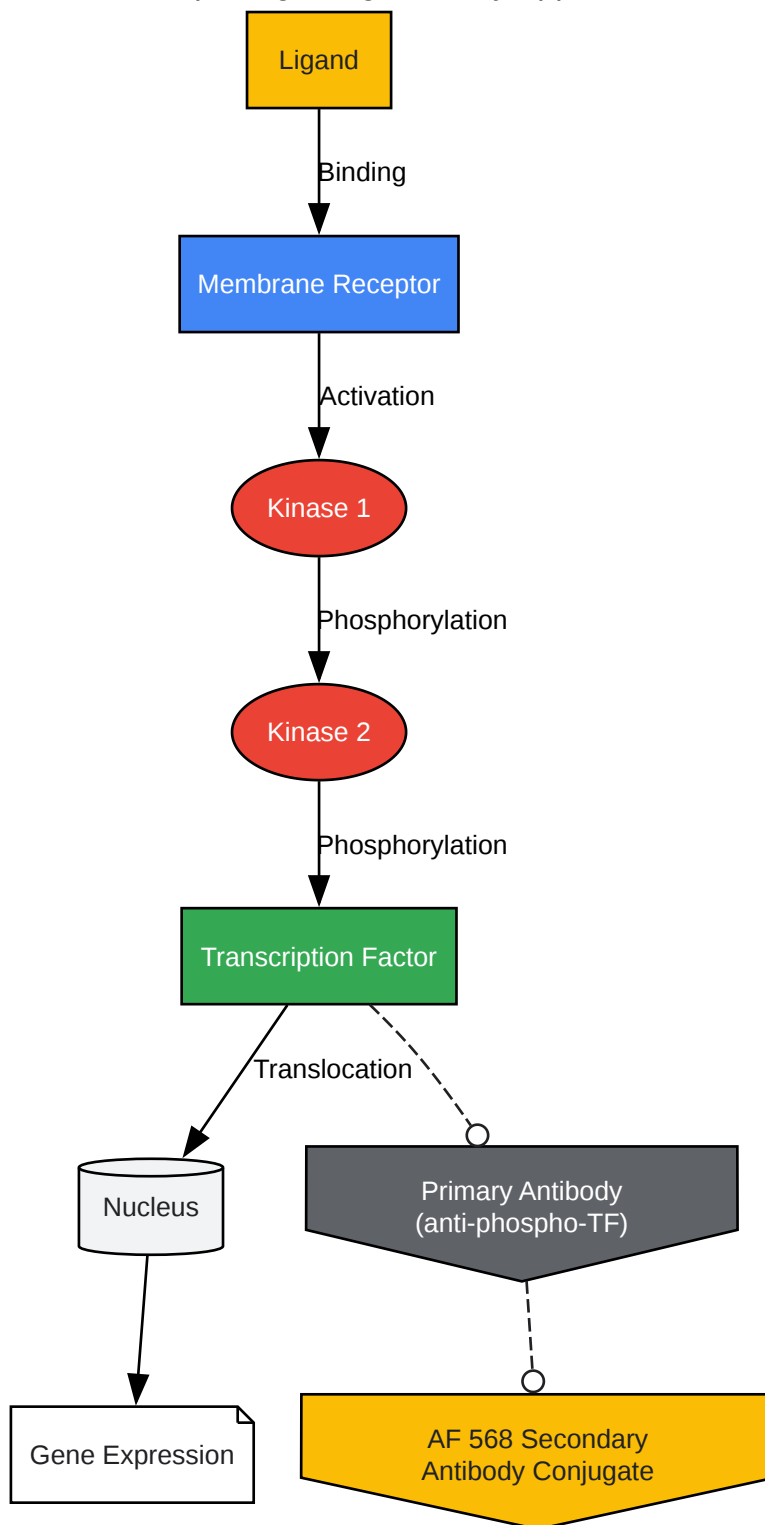 Ligand
Binding
Membrane Receptor
Activation
Kinase 1
Phosphorylation
Kinase 2
Phosphorylation
Transcription Factor
Translocation
Nucleus
Primary Antibody
(anti-phospho-TF)
Gene Expression
AF 568 Secondary
Antibody Conjugate